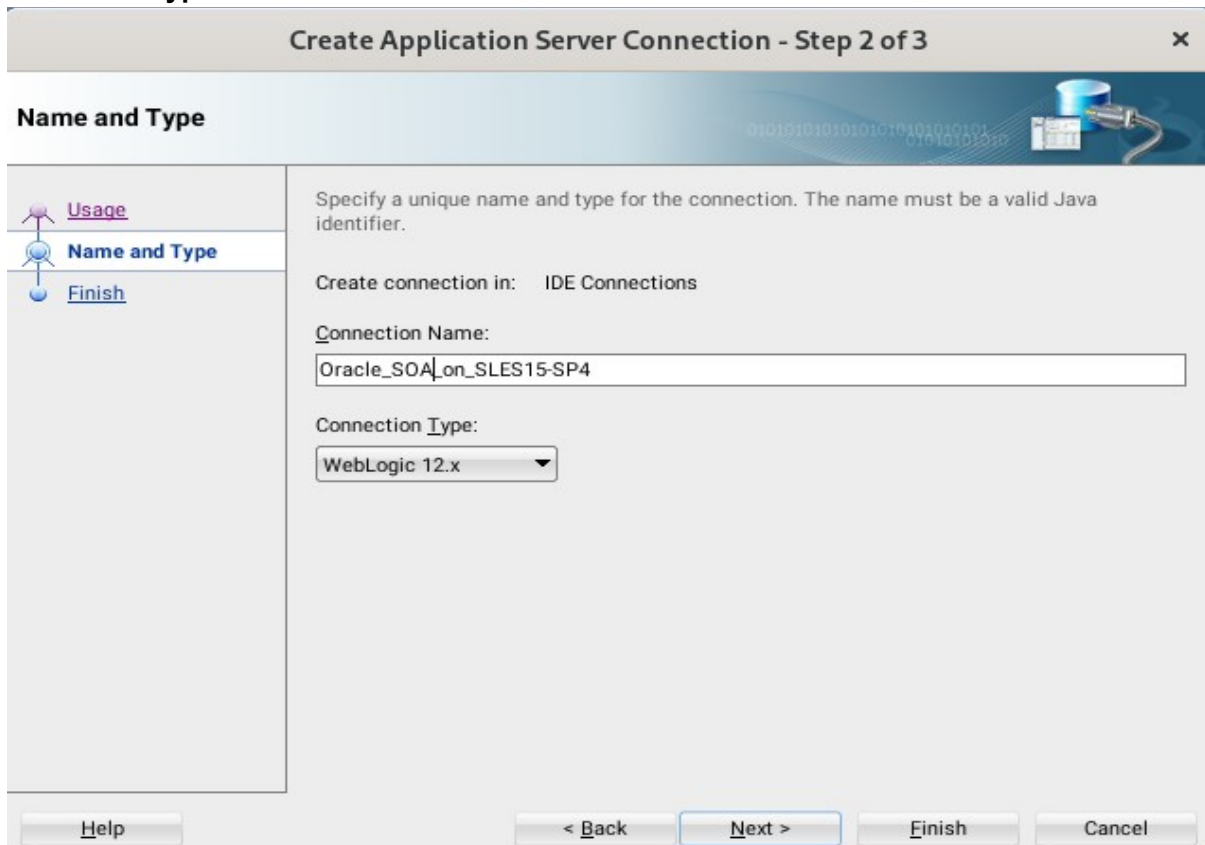 Create Application Server Connection - Step 2 of 3
Name and Type
Usage
Name and Type
Finish
Specify a unique name and type for the connection. The name must be a valid Java
identifier.
Create connection in: IDE Connections
Connection Name:
Oracle_SOA_on_SLES15-SP4
Connection Type:
WebLogic 12.x
Help
< Back
Next >
Finish
Cancel